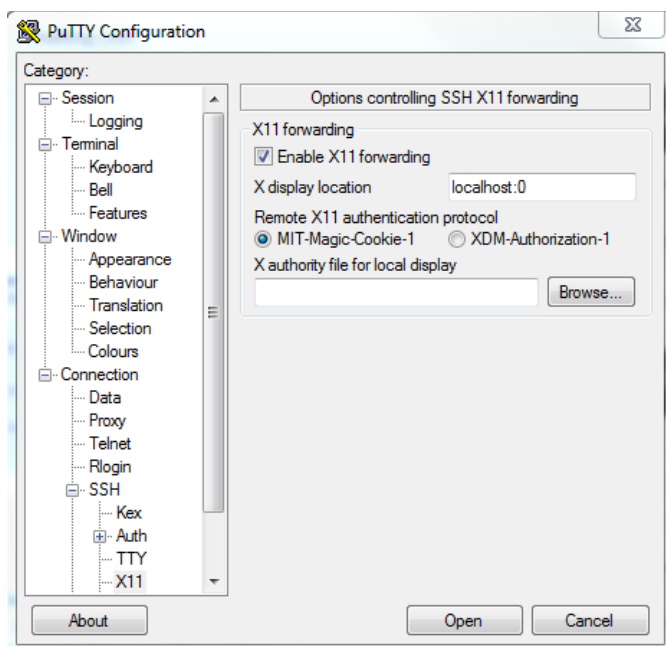 PuTTY Configuration
Category:
Session
Logging
Terminal
Keyboard
Bell
Features
Window
Appearance
Behaviour
Translation
Selection
Colours
Connection
Data
Proxy
Telnet
Rlogin
SSH
Kex
Auth
TTY
X11
Options controlling SSH X11 forwarding
X11 forwarding
Enable X11 forwarding
X display location localhost:0
Remote X11 authentication protocol
MIT-Magic-Cookie-1 XDM-Authorization-1
X authority file for local display
Browse...
About Open Cancel